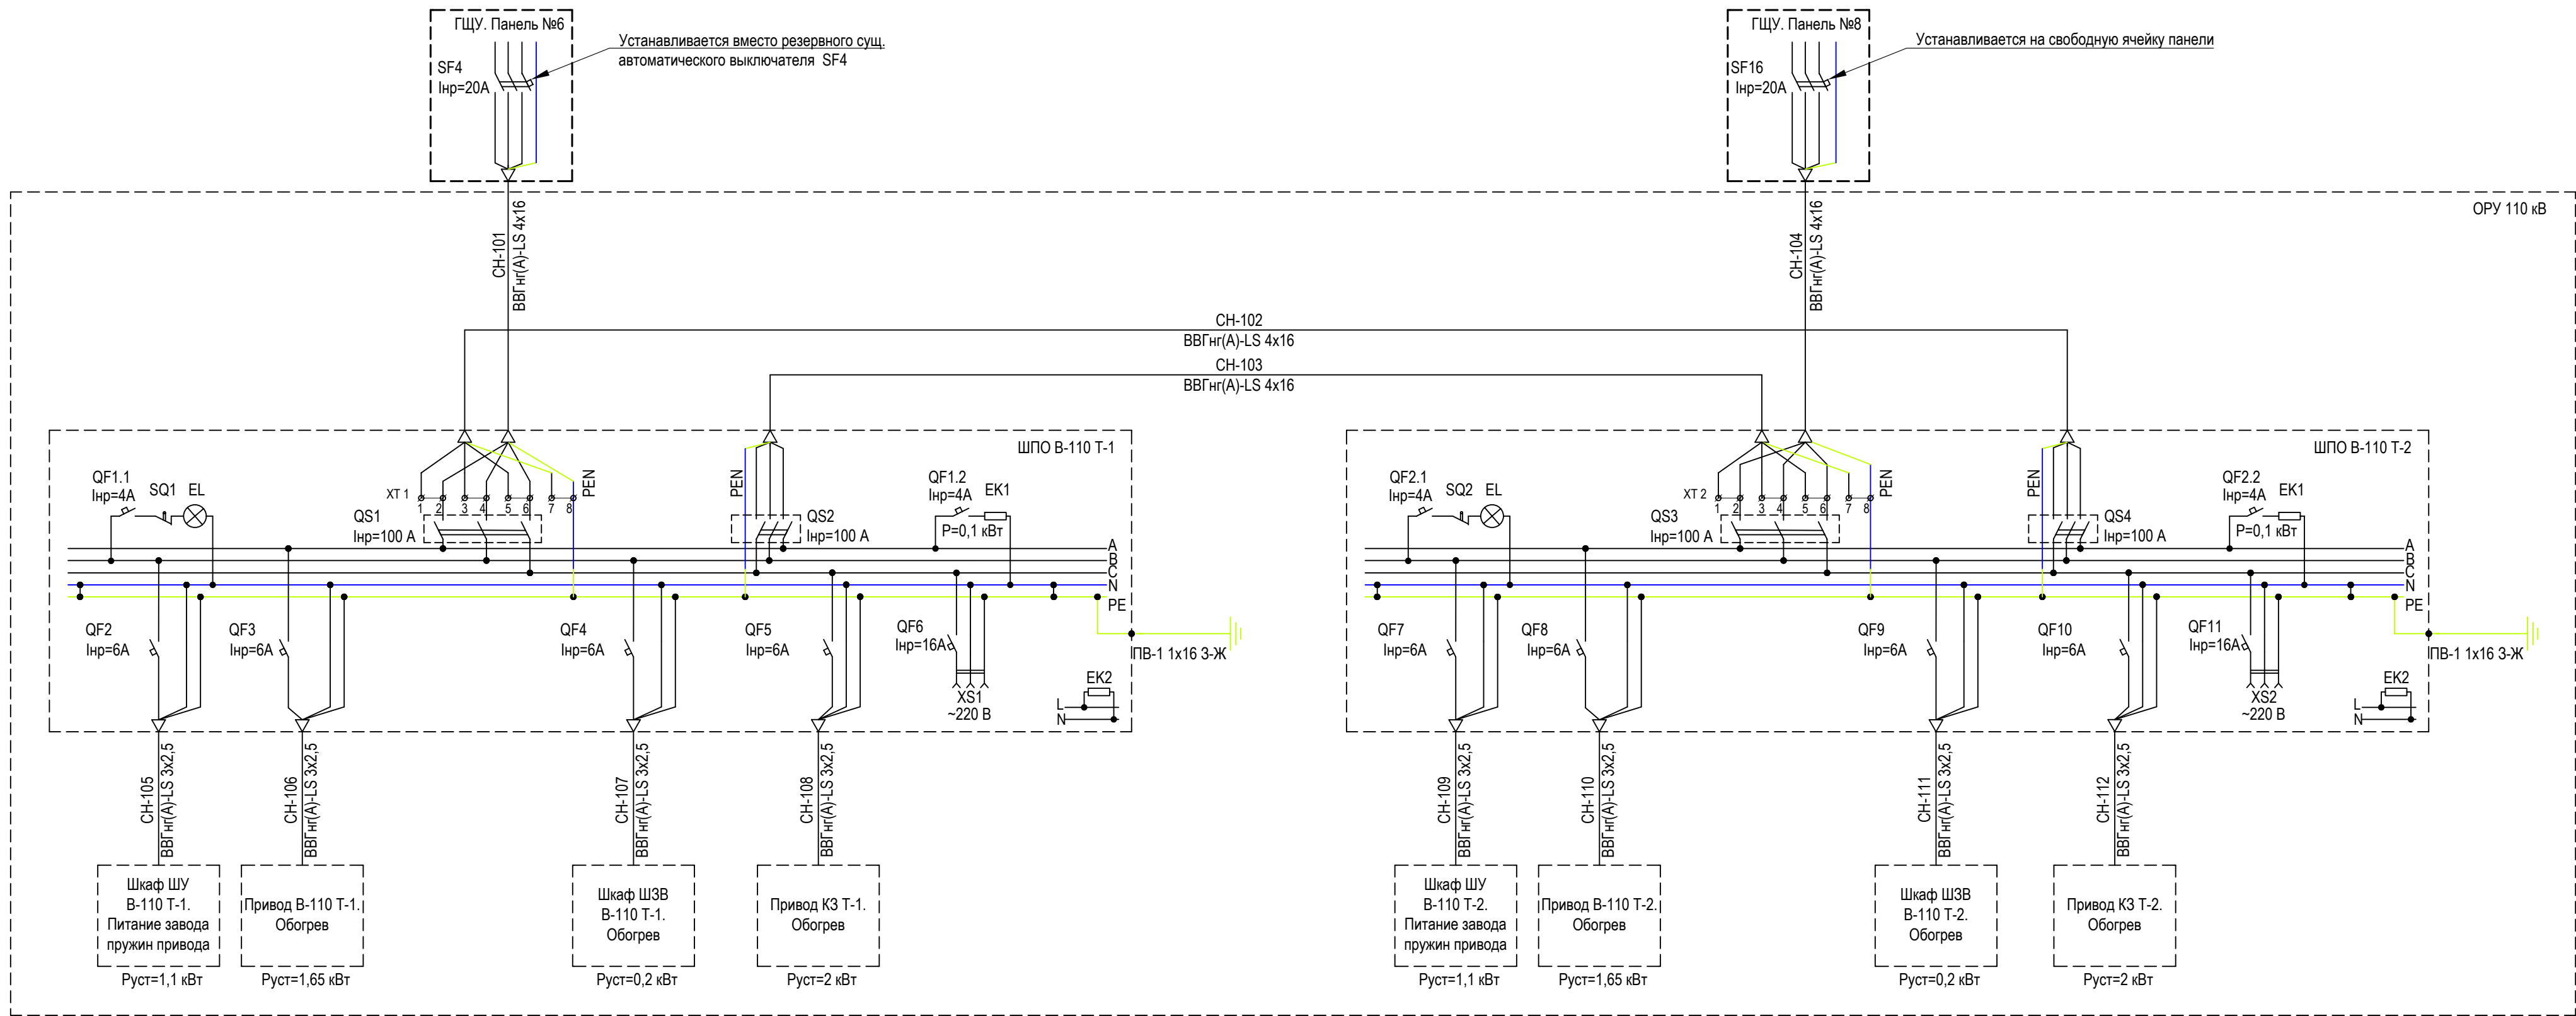 ГЩУ. Панель №6
SF4
Iнр=20А
Устанавливается вместо резервного сущ.
автоматического выключателя SF4
ГЩУ. Панель №8
SF16
Iнр=20А
Устанавливается на свободную ячейку панели
ОРУ 110 кВ
СН-101
ВВГнг(А)-LS 4х16
СН-104
ВВГнг(А)-LS 4х16
СН-102
ВВГнг(А)-LS 4х16
СН-103
ВВГнг(А)-LS 4х16
ШПО В-110 Т-1
QF1.1
Iнр=4А
SQ1
EL
XT 1
1
2
3
4
5
6
7
8
PEN
QS1
Iнр=100 А
PEN
QS2
Iнр=100 А
QF1.2
Iнр=4А
EK1
P=0,1 кВт
A
B
C
N
PE
QF2
Iнр=6А
QF3
Iнр=6А
QF4
Iнр=6А
QF5
Iнр=6А
QF6
Iнр=16А
XS1
~220 В
EK2
L
N
ПВ-1 1х16 З-Ж
ШПО В-110 Т-2
QF2.1
Iнр=4А
SQ2
EL
XT 2
1
2
3
4
5
6
7
8
PEN
QS3
Iнр=100 А
PEN
QS4
Iнр=100 А
QF2.2
Iнр=4А
EK1
P=0,1 кВт
A
B
C
N
PE
QF7
Iнр=6А
QF8
Iнр=6А
QF9
Iнр=6А
QF10
Iнр=6А
QF11
Iнр=16А
XS2
~220 В
EK2
L
N
ПВ-1 1х16 З-Ж
СН-105
ВВГнг(А)-LS 3х2,5
СН-106
ВВГнг(А)-LS 3х2,5
СН-107
ВВГнг(А)-LS 3х2,5
СН-108
ВВГнг(А)-LS 3х2,5
СН-109
ВВГнг(А)-LS 3х2,5
СН-110
ВВГнг(А)-LS 3х2,5
СН-111
ВВГнг(А)-LS 3х2,5
СН-112
ВВГнг(А)-LS 3х2,5
Шкаф ШУ
В-110 Т-1.
Питание завода
пружин привода
Руст=1,1 кВт
Привод В-110 Т-1.
Обогрев
Руст=1,65 кВт
Шкаф ШЗВ
В-110 Т-1.
Обогрев
Руст=0,2 кВт
Привод КЗ Т-1.
Обогрев
Руст=2 кВт
Шкаф ШУ
В-110 Т-2.
Питание завода
пружин привода
Руст=1,1 кВт
Привод В-110 Т-2.
Обогрев
Руст=1,65 кВт
Шкаф ШЗВ
В-110 Т-2.
Обогрев
Руст=0,2 кВт
Привод КЗ Т-2.
Обогрев
Руст=2 кВт